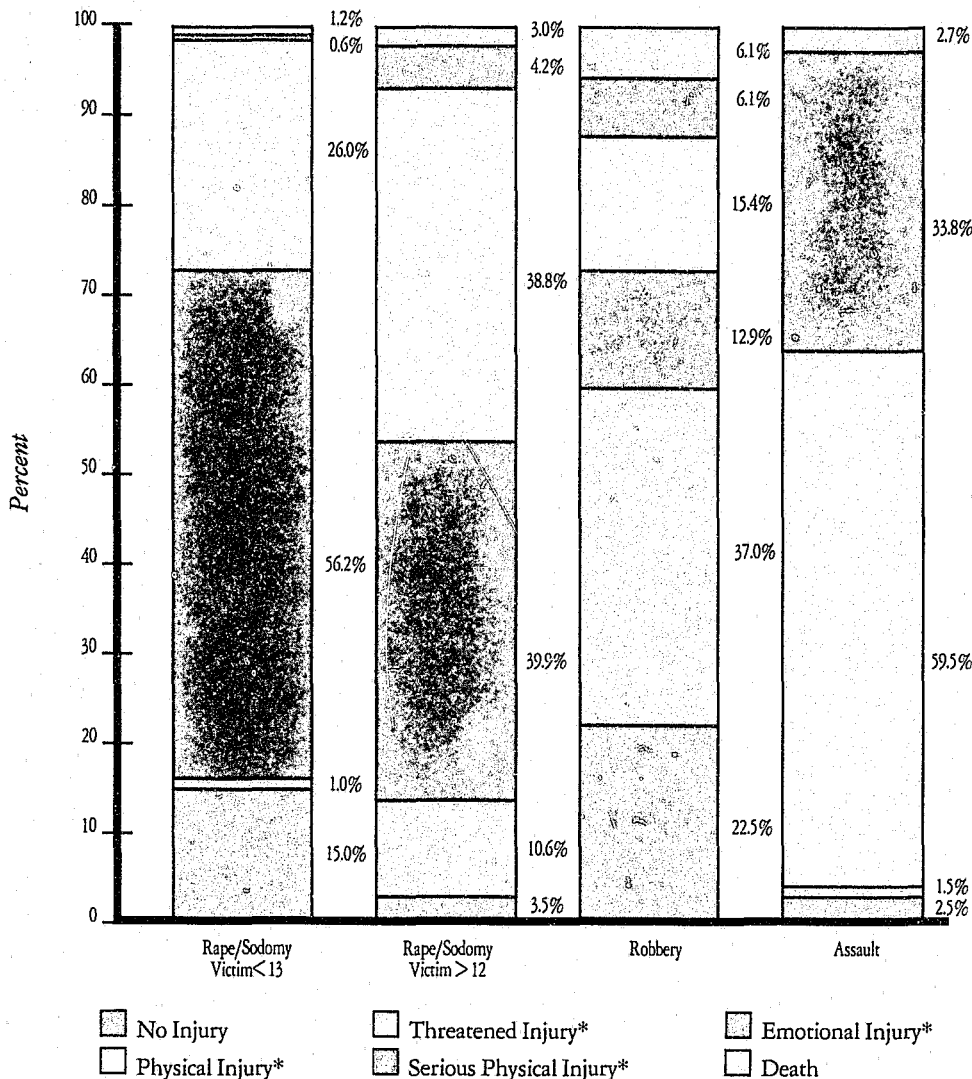 100
90
80
70
60
50
40
30
20
10
0
Percent
1.2%
0.6%
26.0%
56.2%
1.0%
15.0%
3.0%
4.2%
38.8%
39.9%
10.6%
3.5%
6.1%
6.1%
15.4%
12.9%
37.0%
22.5%
2.7%
33.8%
59.5%
1.5%
2.5%
Rape/Sodomy
Victim<13
Rape/Sodomy
Victim>12
Robbery
Assault
No Injury
Threatened Injury*
Emotional Injury*
Physical Injury*
Serious Physical Injury*
Death